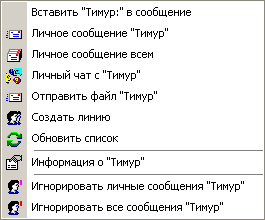 Вставить "Тимур:" в сообщение
Личное сообщение "Тимур"
Личное сообщение всем
Личный чат с "Тимур"
Отправить файл "Тимур"
Создать линию
Обновить список
Информация о "Тимур"
Игнорировать личные сообщения "Тимур"
Игнорировать все сообщения "Тимур"